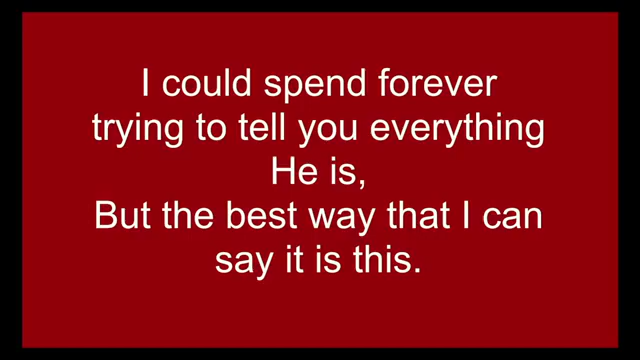 I could spend forever
trying to tell you everything
He is,
But the best way that I can
say it is this.